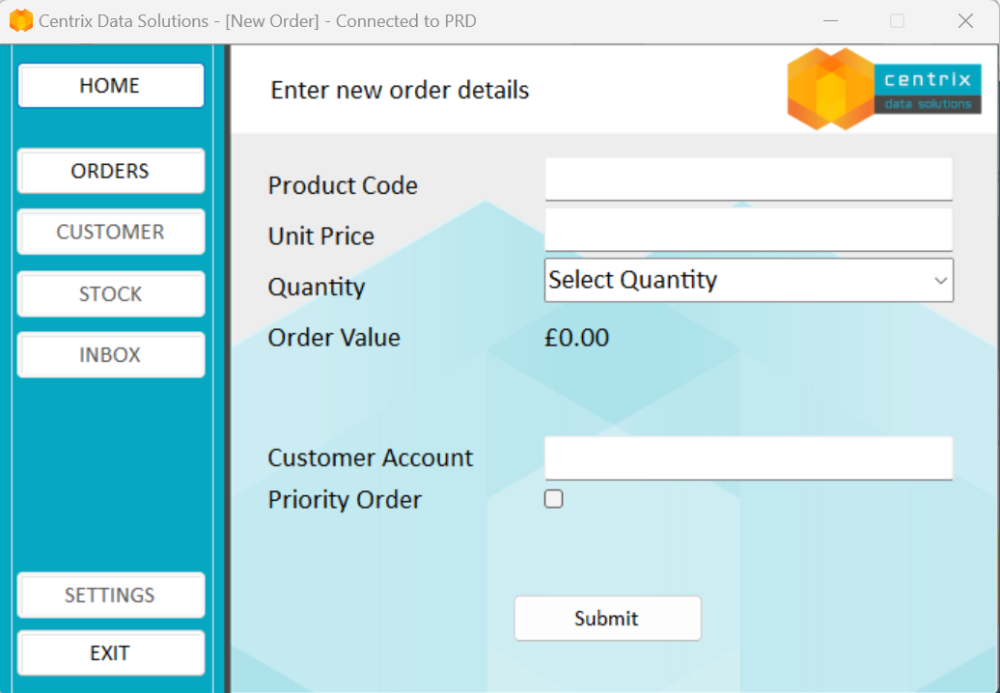 Centrix Data Solutions - [New Order] - Connected to PRD
HOME
ORDERS
CUSTOMER
STOCK
INBOX
SETTINGS
EXIT
Enter new order details
centrix
data solutions
Product Code
Unit Price
Quantity
Select Quantity
Order Value
£0.00
Customer Account
Priority Order
Submit